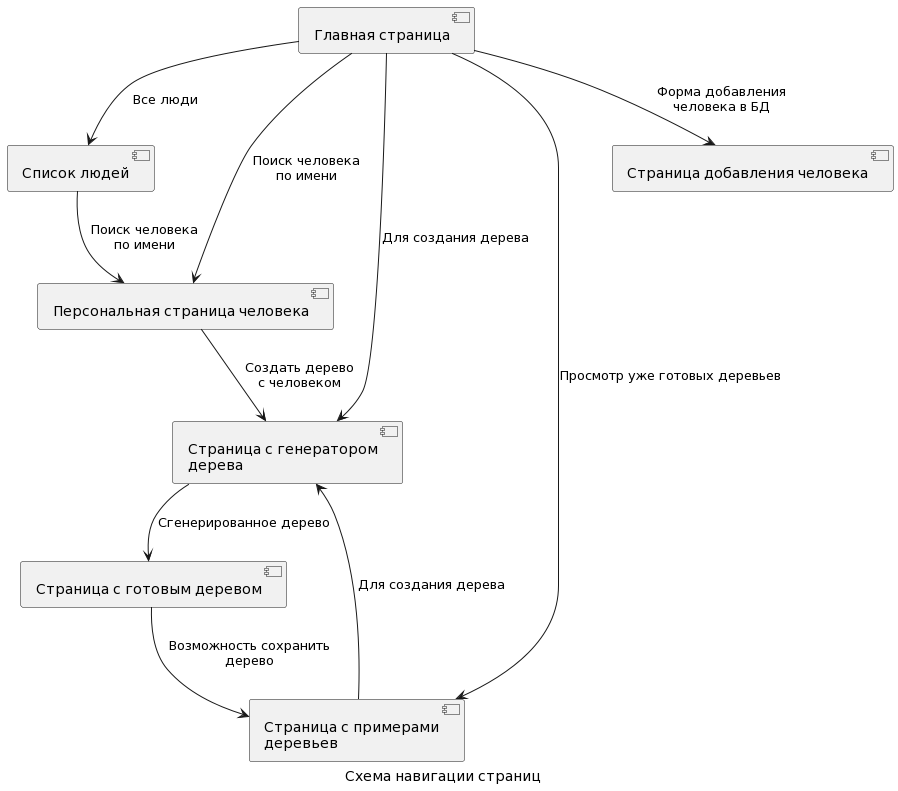 Главная страница
Форма добавления
человека в БД
Все люди
Поиск человека
по имени
Список людей
Страница добавления человека
Поиск человека
по имени
Для создания дерева
Персональная страница человека
Создать дерево
с человеком
Просмотр уже готовых деревьев
Страница с генератором
дерева
Сгенерированное дерево
Для создания дерева
Страница с готовым деревом
Возможность сохранить
дерево
Страница с примерами
деревьев
Схема навигации страниц